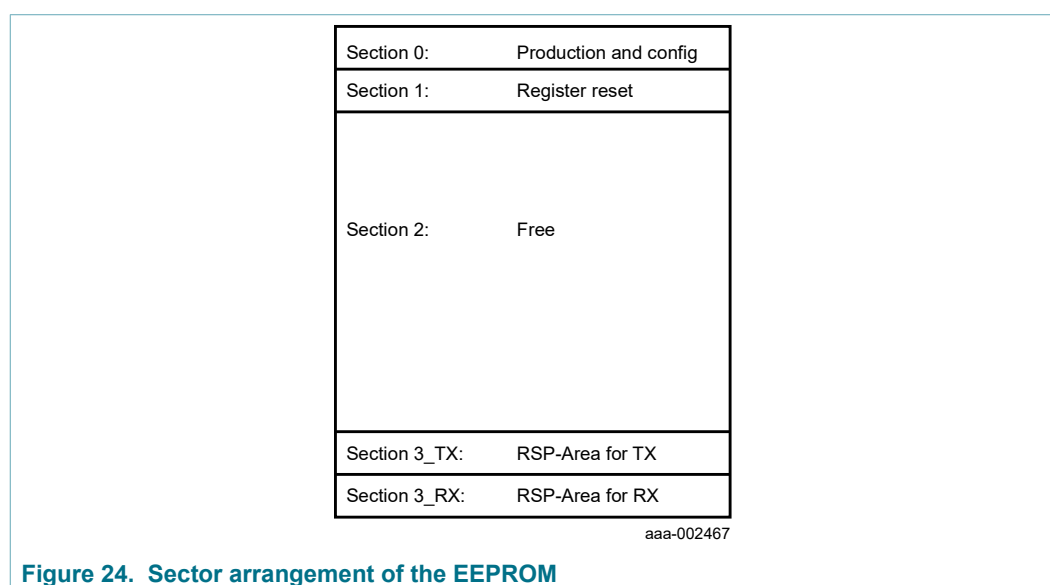 Section 0: Production and config
Section 1: Register reset
Section 2: Free
Section 3_TX: RSP-Area for TX
Section 3_RX: RSP-Area for RX
aaa-002467
Figure 24. Sector arrangement of the EEPROM